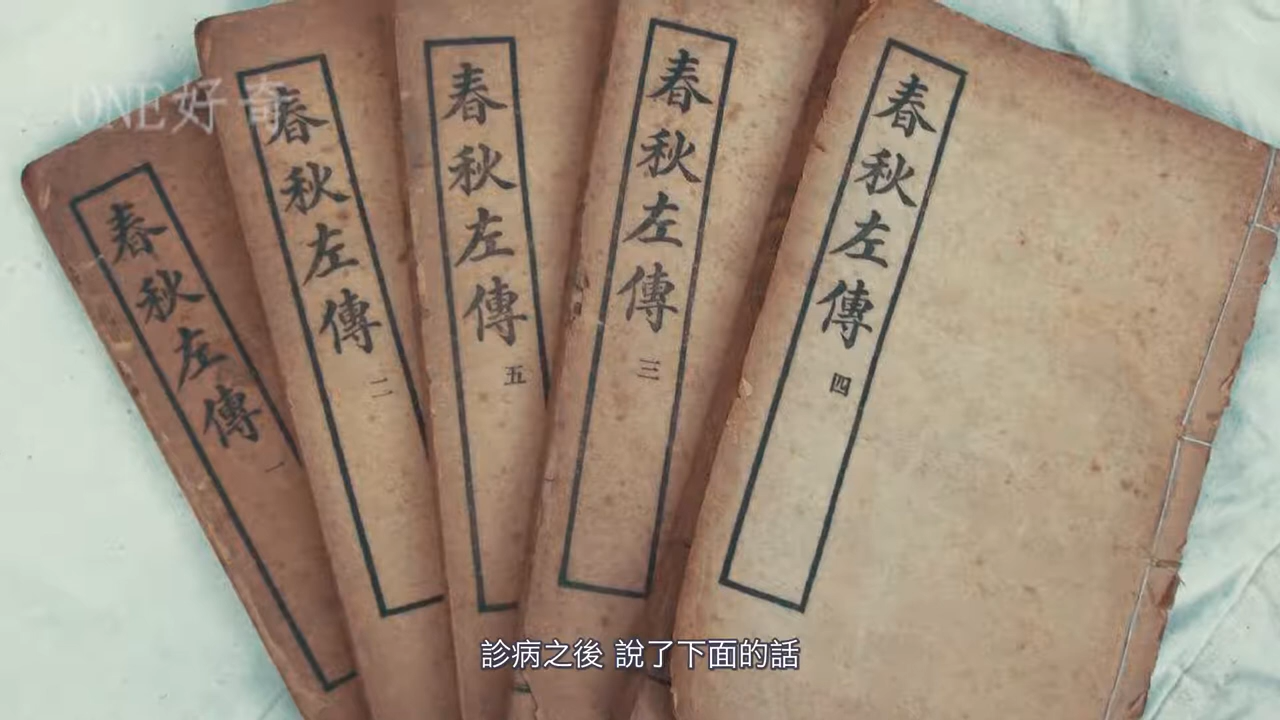 ONE好奇
春秋左傳 一
春秋左傳 二
春秋左傳 五
春秋左傳 三
春秋左傳 四
診病之後 說了下面的話